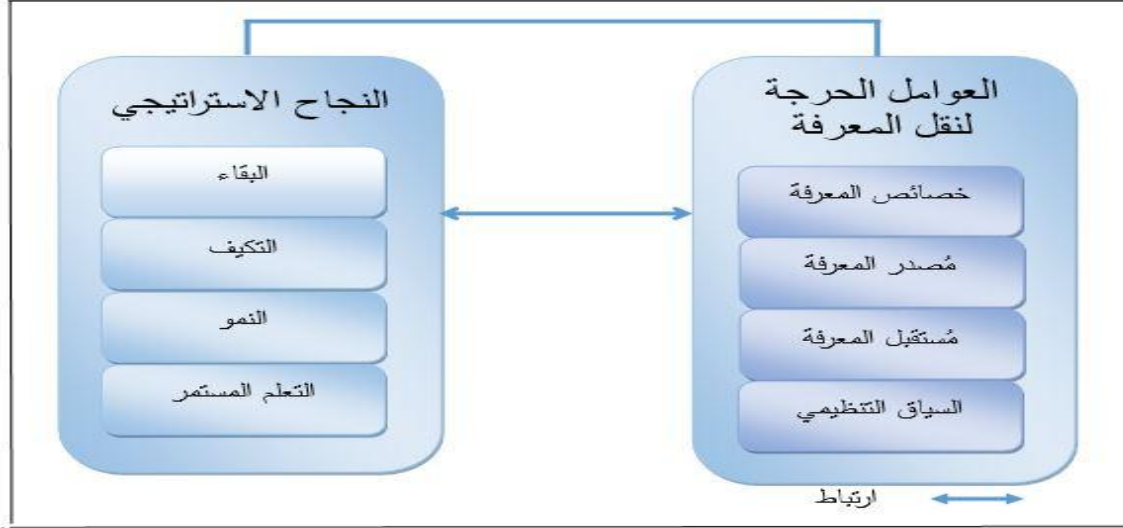 العوامل الحرجة
لنقل المعرفة
خصائص المعرفة
مُصدر المعرفة
مُستقبل المعرفة
السياق التنظيمي
النجاح الاستراتيجي
البقاء
التكيف
النمو
التعلم المستمر
ارتباط